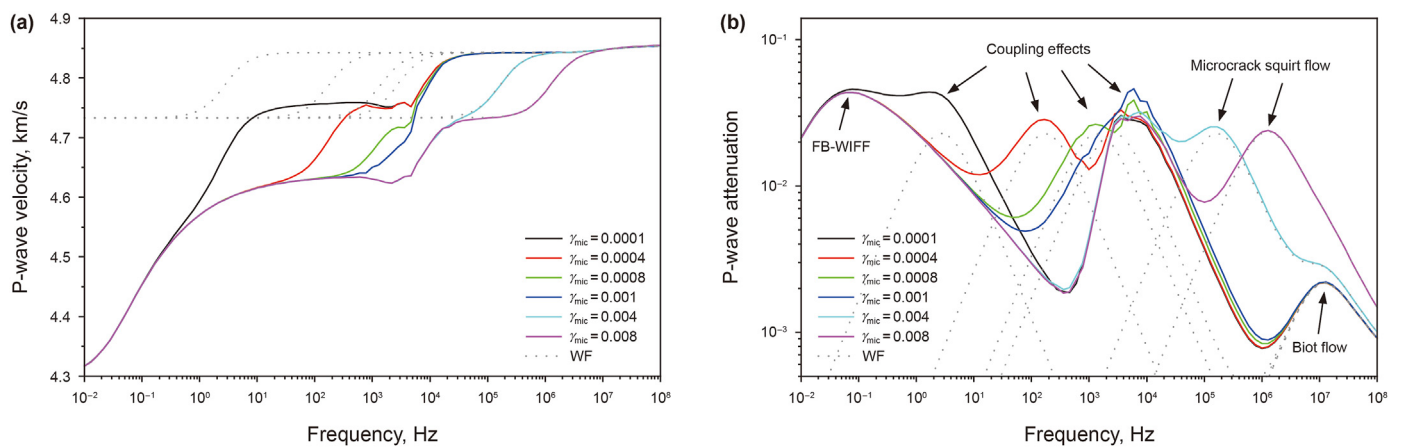 (a)
4.9
4.8
4.7
4.6
4.5
4.4
4.3
P-wave velocity, km/s
γmic = 0.0001
γmic = 0.0004
γmic = 0.0008
γmic = 0.001
γmic = 0.004
γmic = 0.008
WF
10⁻² 10⁻¹ 10⁰ 10¹ 10² 10³ 10⁴ 10⁵ 10⁶ 10⁷ 10⁸
Frequency, Hz
(b)
10⁻¹
10⁻²
10⁻³
P-wave attenuation
Coupling effects
Microcrack squirt flow
FB-WIFF
γmic = 0.0001
γmic = 0.0004
γmic = 0.0008
γmic = 0.001
γmic = 0.004
γmic = 0.008
WF
Biot flow
10⁻² 10⁻¹ 10⁰ 10¹ 10² 10³ 10⁴ 10⁵ 10⁶ 10⁷ 10⁸
Frequency, Hz